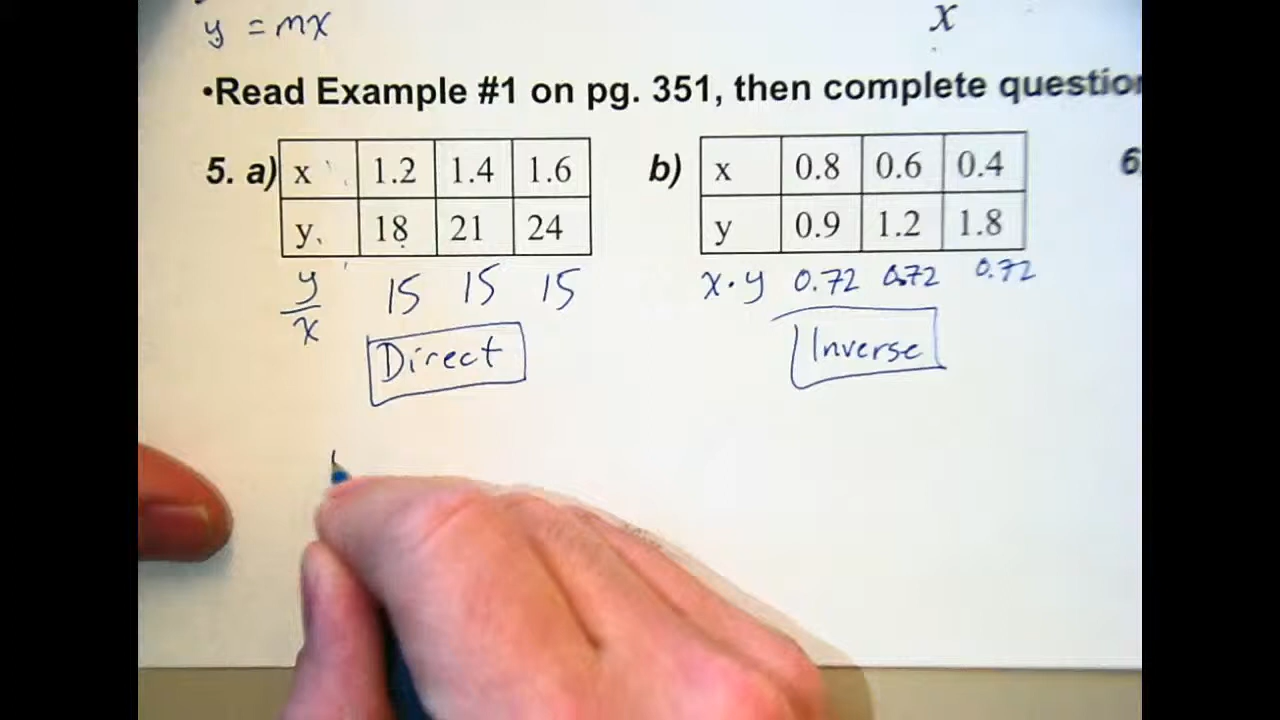 y = mx
x
•Read Example #1 on pg. 351, then complete questio
5. a) x 1.2 1.4 1.6
y 18 21 24
y/x 15 15 15
Direct
b) x 0.8 0.6 0.4
y 0.9 1.2 1.8
x · y 0.72 0.72 0.72
Inverse
6